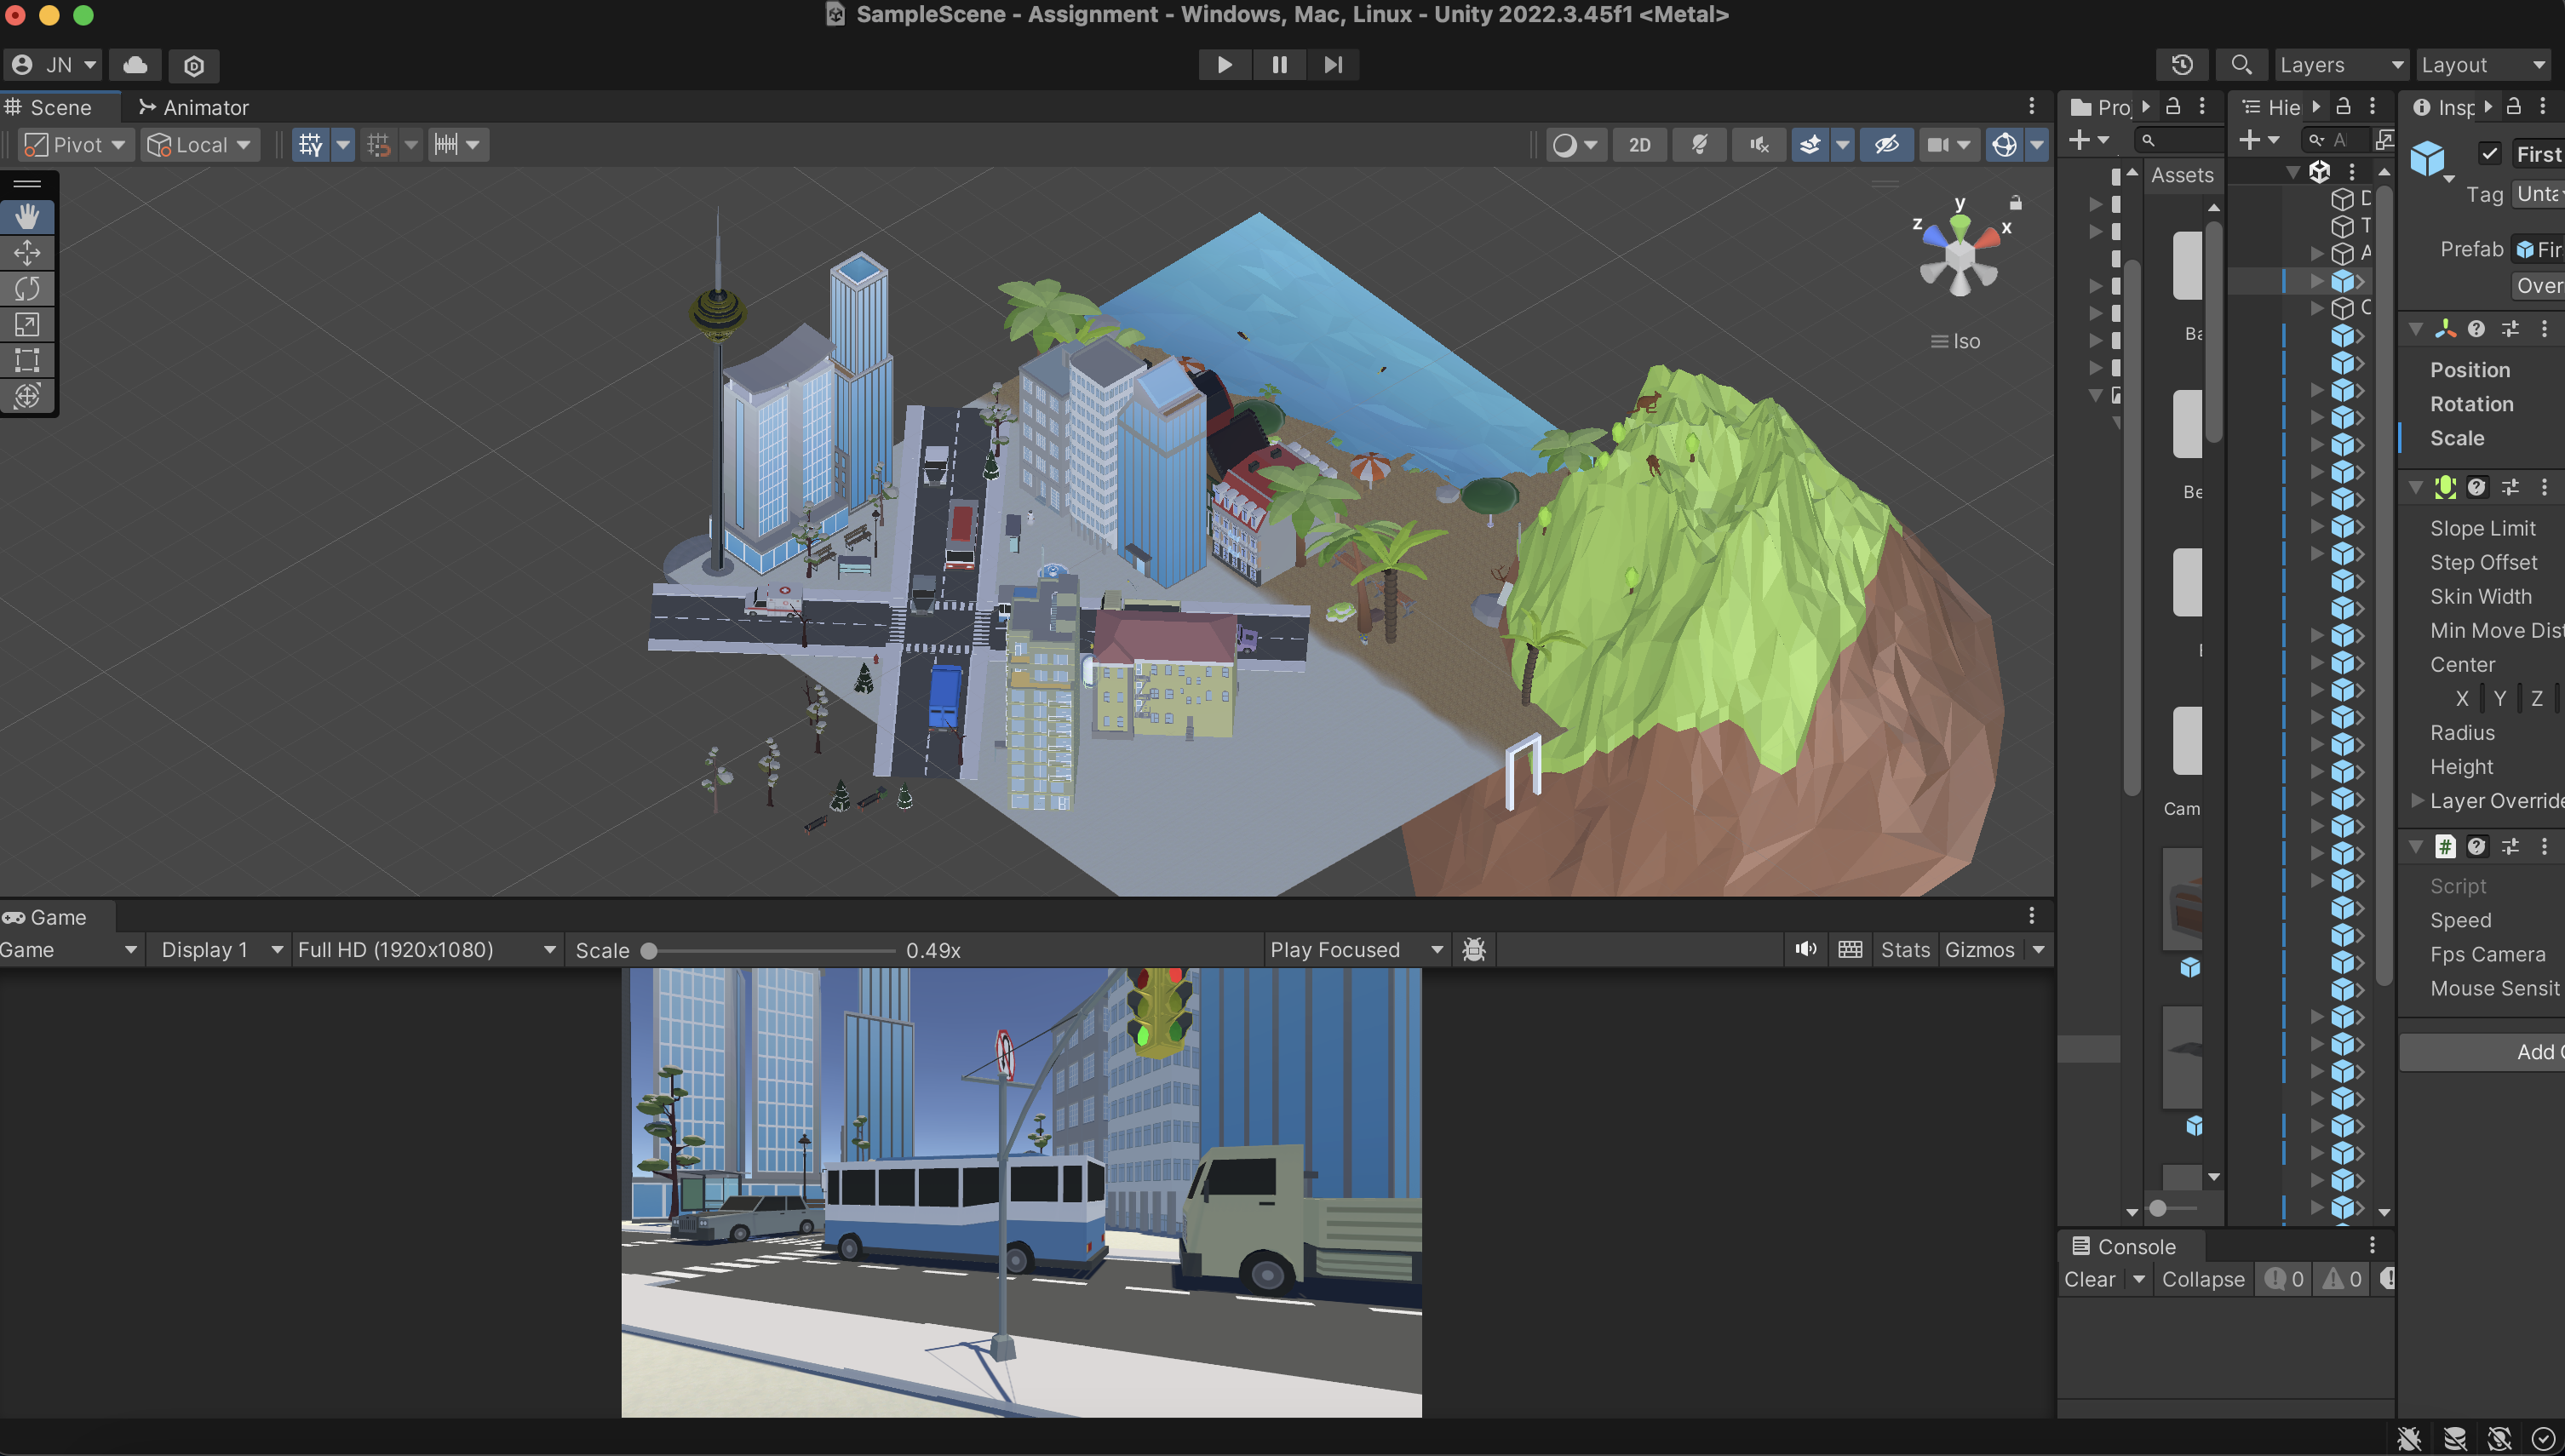 SampleScene - Assignment - Windows, Mac, Linux - Unity 2022.3.45f1 <Metal>
JN
Layers
Layout
Scene
Animator
Pivot
Local
2D
y
z
x
Iso
Game
Game
Display 1
Full HD (1920x1080)
Scale
0.49x
Play Focused
Stats
Gizmos
Assets
Ba
Be
Cam
Console
Clear
Collapse
0
0
First
Tag
Unta
Prefab
Fir
Over
Position
Rotation
Scale
Slope Limit
Step Offset
Skin Width
Min Move Dist
Center
X
Y
Z
Radius
Height
Layer Override
Script
Speed
Fps Camera
Mouse Sensit
Add